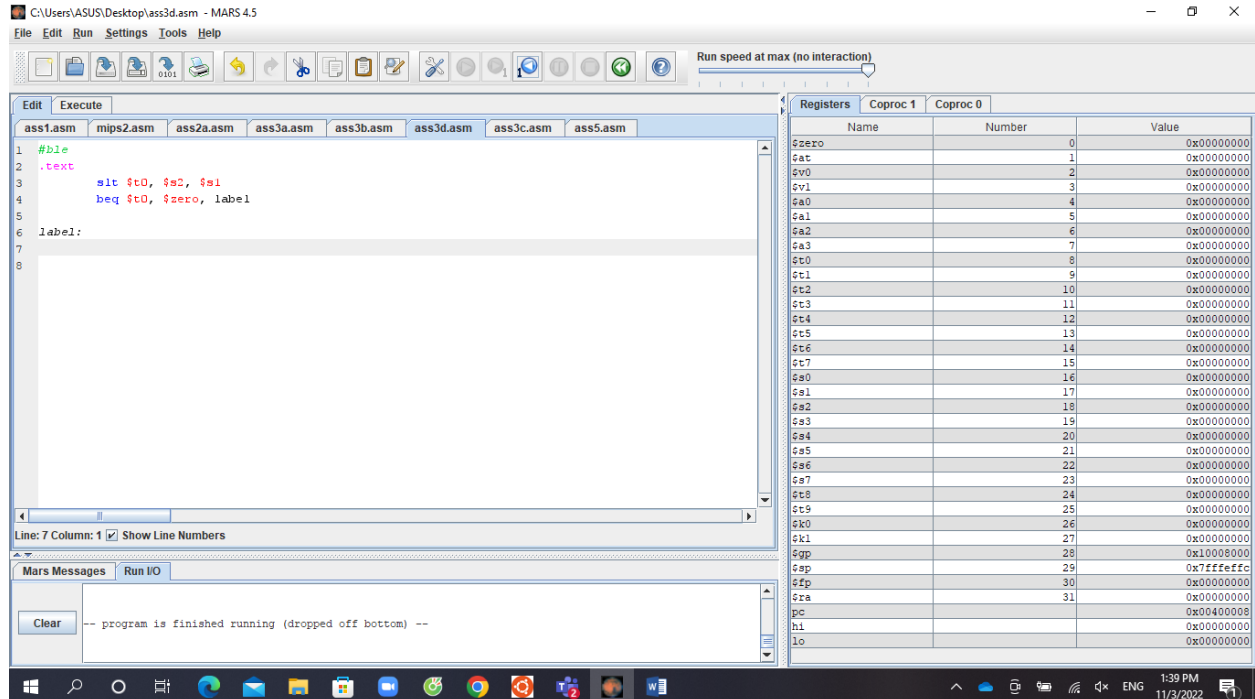 C:\Users\ASUS\Desktop\ass3d.asm - MARS 4.5
File Edit Run Settings Tools Help
Run speed at max (no interaction)
Edit Execute
ass1.asm mips2.asm ass2a.asm ass3a.asm ass3b.asm ass3d.asm ass3c.asm ass5.asm
1 #ble
2 .text
3 slt $t0, $s2, $s1
4 beq $t0, $zero, label
5
6 label:
7
8
Line: 7 Column: 1 Show Line Numbers
Mars Messages Run I/O
Clear
-- program is finished running (dropped off bottom) --
Registers Coproc 1 Coproc 0
Name Number Value
$zero 0 0x00000000
$at 1 0x00000000
$v0 2 0x00000000
$v1 3 0x00000000
$a0 4 0x00000000
$a1 5 0x00000000
$a2 6 0x00000000
$a3 7 0x00000000
$t0 8 0x00000000
$t1 9 0x00000000
$t2 10 0x00000000
$t3 11 0x00000000
$t4 12 0x00000000
$t5 13 0x00000000
$t6 14 0x00000000
$t7 15 0x00000000
$s0 16 0x00000000
$s1 17 0x00000000
$s2 18 0x00000000
$s3 19 0x00000000
$s4 20 0x00000000
$s5 21 0x00000000
$s6 22 0x00000000
$s7 23 0x00000000
$t8 24 0x00000000
$t9 25 0x00000000
$k0 26 0x00000000
$k1 27 0x00000000
$gp 28 0x10008000
$sp 29 0x7fffeffc
$fp 30 0x00000000
$ra 31 0x00000000
pc 0x00400008
hi 0x00000000
lo 0x00000000
ENG
1:39 PM
11/3/2022